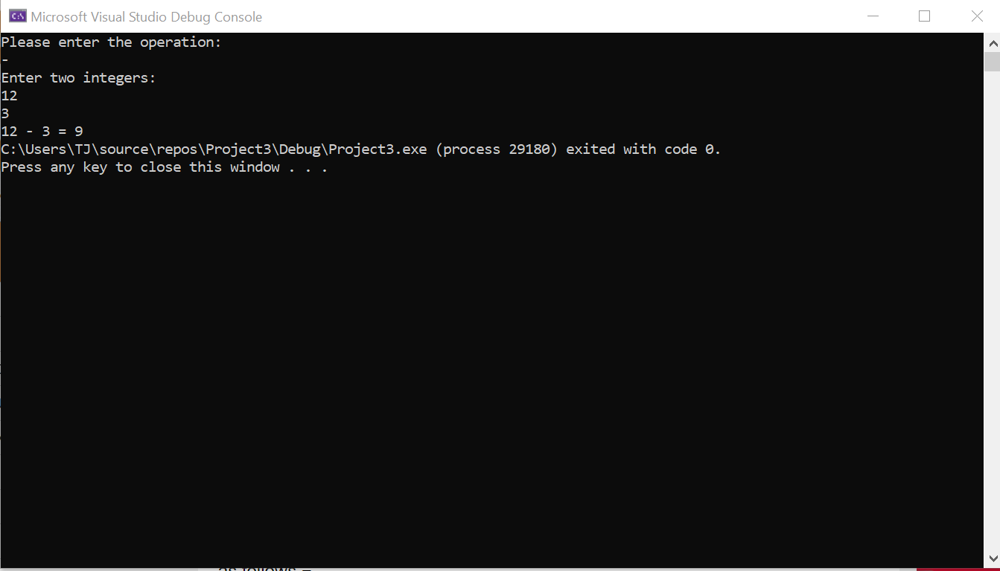 Microsoft Visual Studio Debug Console
Please enter the operation:
-
Enter two integers:
12
3
12 - 3 = 9
C:\Users\TJ\source\repos\Project3\Debug\Project3.exe (process 29180) exited with code 0.
Press any key to close this window . . .
as follows =